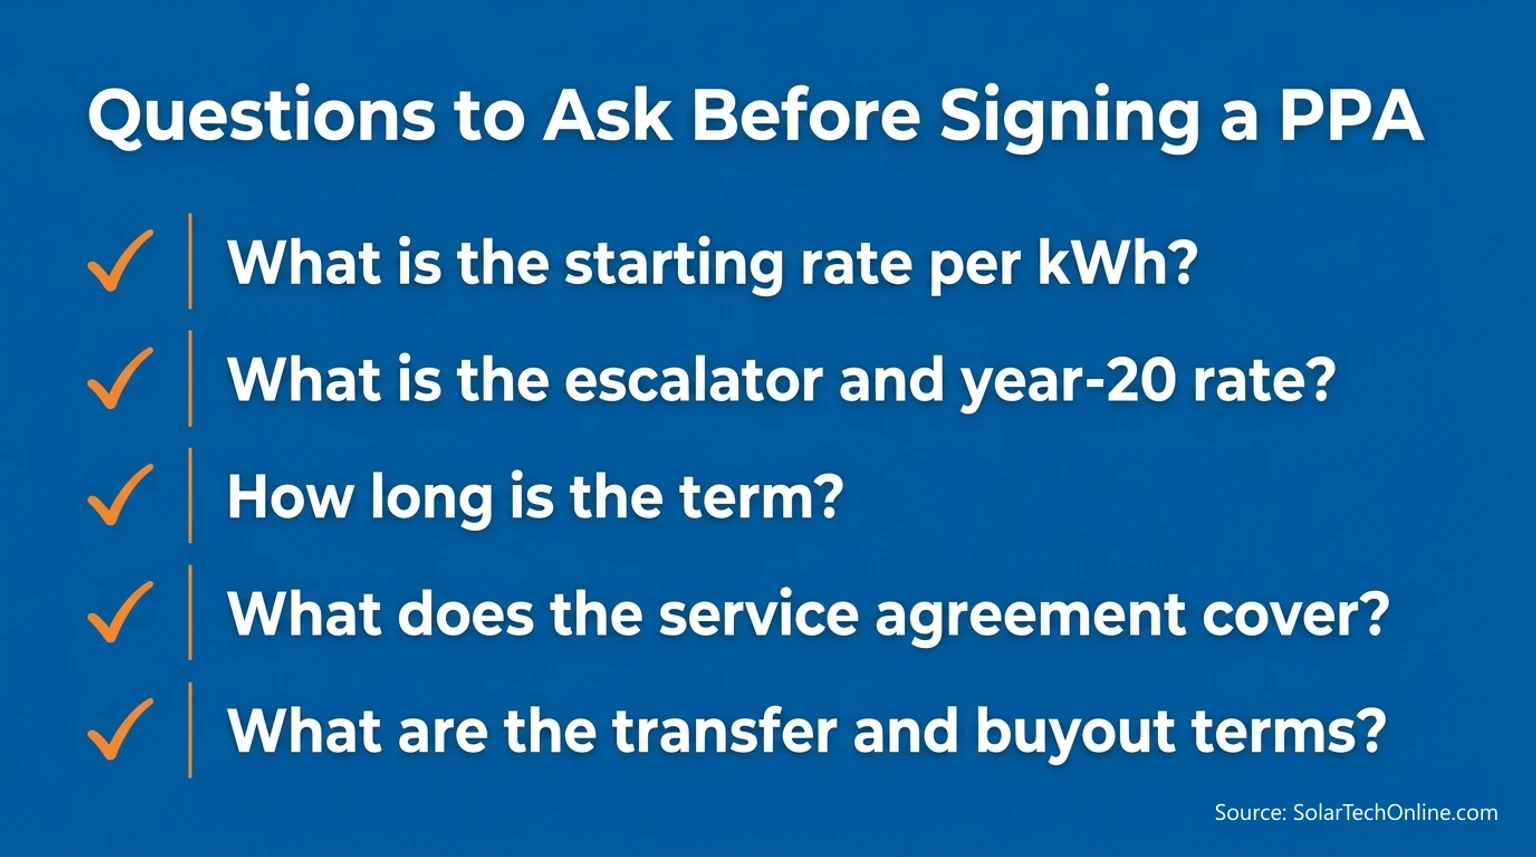 Questions to Ask Before Signing a PPA
What is the starting rate per kWh?
What is the escalator and year-20 rate?
How long is the term?
What does the service agreement cover?
What are the transfer and buyout terms?
Source: SolarTechOnline.com